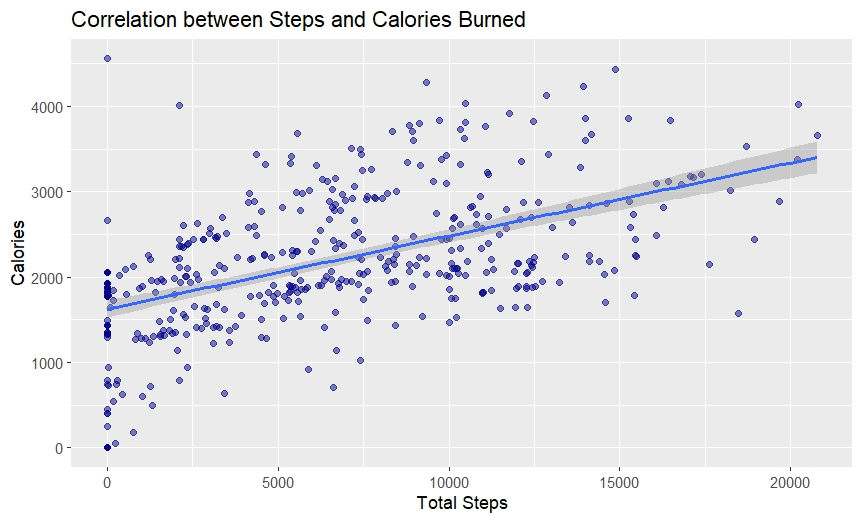 Correlation between Steps and Calories Burned
Calories
4000
3000
2000
1000
0
0 5000 10000 15000 20000
Total Steps